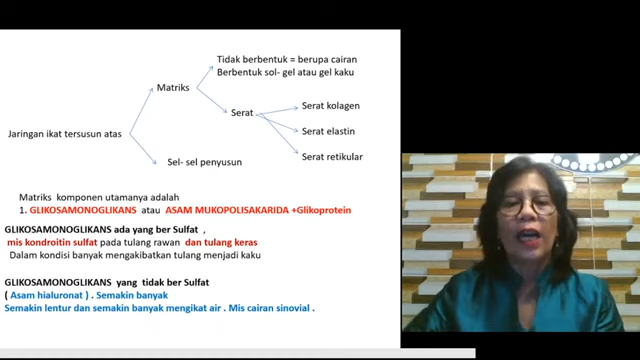 Tidak berbentuk = berupa cairan
Berbentuk sol- gel atau gel kaku
Matriks
Serat
Serat kolagen
Serat elastin
Serat retikular
Jaringan ikat tersusun atas
Sel- sel penyusun
Matriks komponen utamanya adalah
1. GLIKOSAMONOGLIKANS atau ASAM MUKOPOLISAKARIDA +Glikoprotein
GLIKOSAMONOGLIKANS ada yang ber Sulfat ,
mis kondroitin sulfat pada tulang rawan dan tulang keras
Dalam kondisi banyak mengakibatkan tulang menjadi kaku
GLIKOSAMONOGLIKANS yang tidak ber Sulfat
( Asam hialuronat ) . Semakin banyak
Semakin lentur dan semakin banyak mengikat air . Mis cairan sinovial .